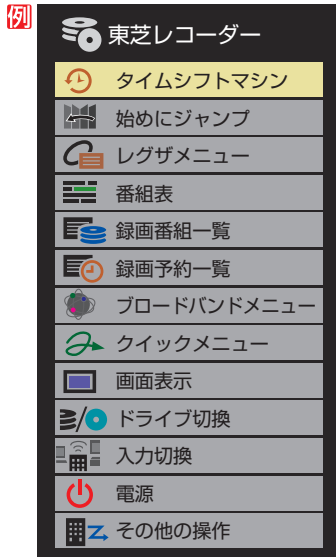 例
東芝レコーダー
タイムシフトマシン
始めにジャンプ
レグザメニュー
番組表
録画番組一覧
録画予約一覧
ブロードバンドメニュー
クイックメニュー
画面表示
ドライブ切換
入力切換
電源
その他の操作